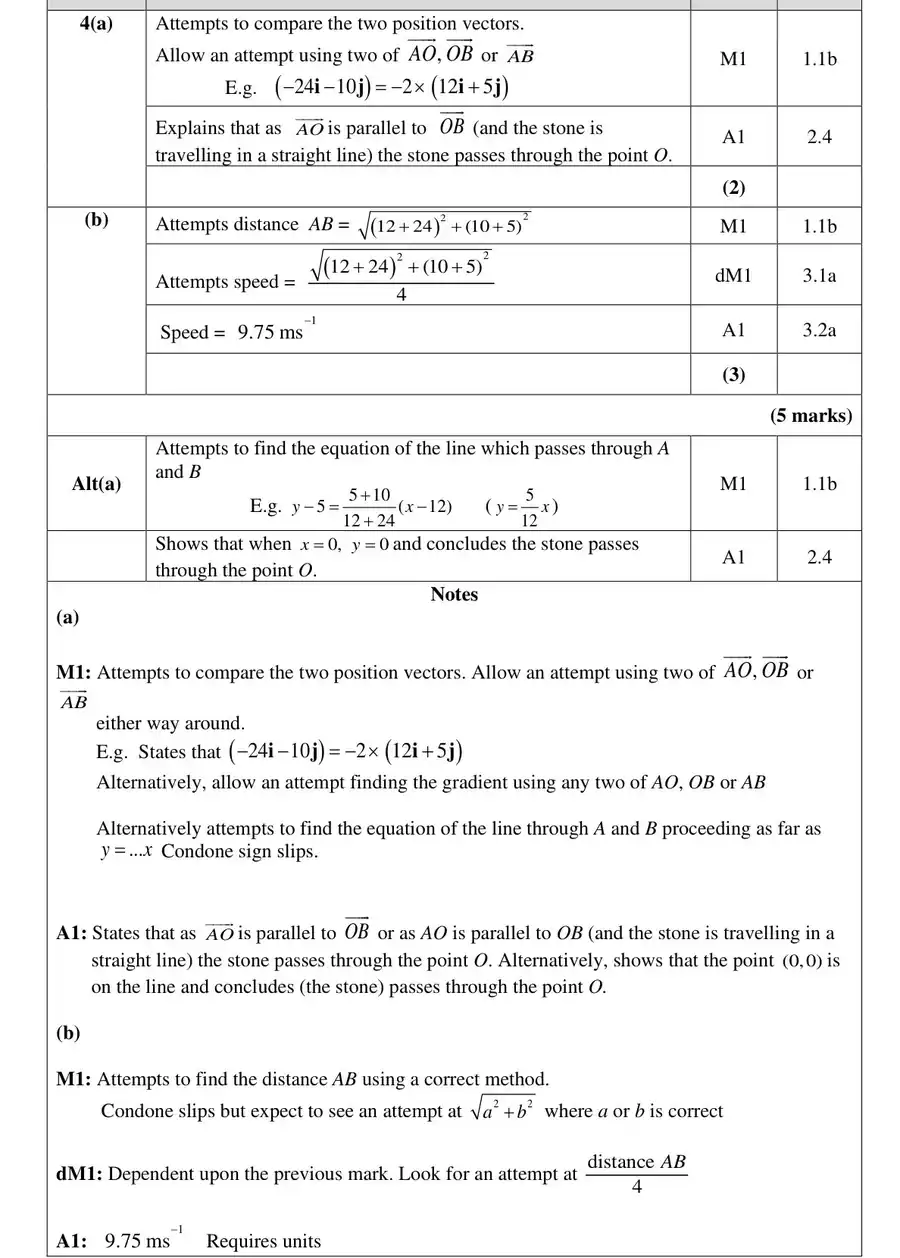 4(a) Attempts to compare the two position vectors.
Allow an attempt using two of AO⃗, OB⃗ or AB⃗
E.g. (−24i −10j) = −2× (12i + 5j)
M1 1.1b
Explains that as AO⃗ is parallel to OB⃗ (and the stone is
travelling in a straight line) the stone passes through the point O.
A1 2.4
(2)
(b) Attempts distance AB = √((12 + 24)² + (10 + 5)²) M1 1.1b
Attempts speed = √((12 + 24)² + (10 + 5)²) / 4 dM1 3.1a
Speed = 9.75 ms⁻¹ A1 3.2a
(3)
(5 marks)
Alt(a) Attempts to find the equation of the line which passes through A
and B
E.g. y − 5 = (5+10)/(12+24) (x − 12) ( y = 5/12 x )
M1 1.1b
Shows that when x = 0, y = 0 and concludes the stone passes
through the point O.
A1 2.4
Notes
(a)
M1: Attempts to compare the two position vectors. Allow an attempt using two of AO⃗, OB⃗ or
AB⃗
either way around.
E.g. States that (−24i −10j) = −2× (12i + 5j)
Alternatively, allow an attempt finding the gradient using any two of AO, OB or AB
Alternatively attempts to find the equation of the line through A and B proceeding as far as
y = ...x Condone sign slips.
A1: States that as AO⃗ is parallel to OB⃗ or as AO is parallel to OB (and the stone is travelling in a
straight line) the stone passes through the point O. Alternatively, shows that the point (0, 0) is
on the line and concludes (the stone) passes through the point O.
(b)
M1: Attempts to find the distance AB using a correct method.
Condone slips but expect to see an attempt at √(a² + b²) where a or b is correct
dM1: Dependent upon the previous mark. Look for an attempt at distance AB / 4
A1: 9.75 ms⁻¹ Requires units